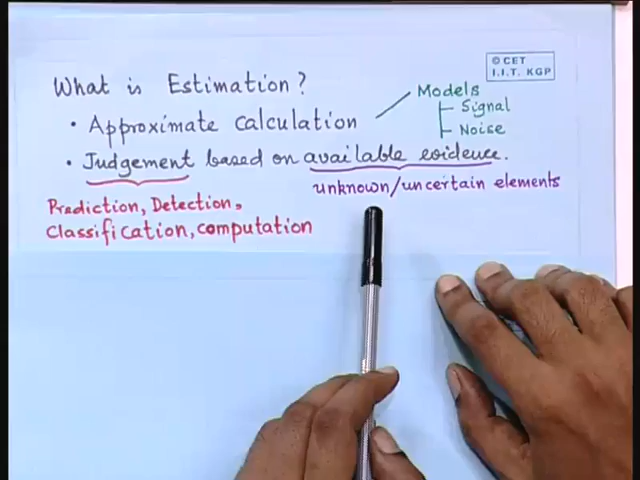 What is Estimation?
© CET
I.I.T. KGP
• Approximate calculation
Models
Signal
Noise
• Judgement based on available evidence.
unknown/uncertain elements
Prediction, Detection,
Classification, computation